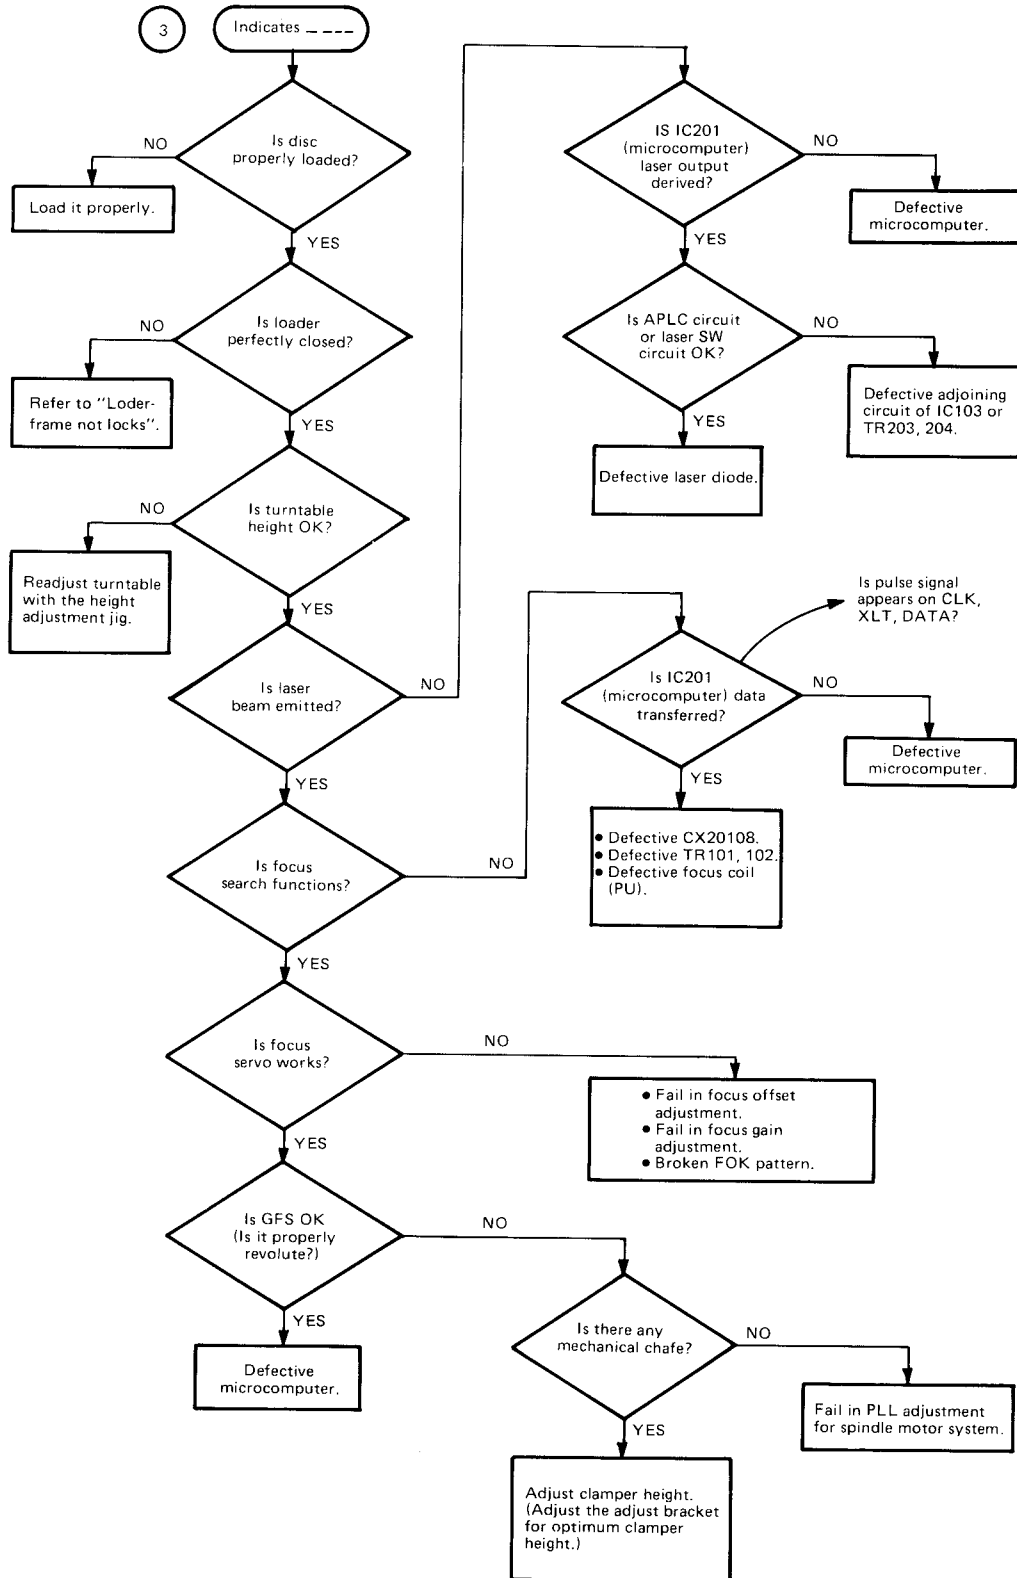 3
Indicates _ _ _ _
Is disc
properly loaded?
NO
YES
Load it properly.
Is loader
perfectly closed?
NO
YES
Refer to "Loder-
frame not locks".
Is turntable
height OK?
NO
YES
Readjust turntable
with the height
adjustment jig.
Is laser
beam emitted?
NO
YES
IS IC201
(microcomputer)
laser output
derived?
NO
YES
Defective
microcomputer.
Is APLC circuit
or laser SW
circuit OK?
NO
YES
Defective adjoining
circuit of IC103 or
TR203, 204.
Defective laser diode.
Is focus
search functions?
NO
YES
Is pulse signal
appears on CLK,
XLT, DATA?
Is IC201
(microcomputer) data
transferred?
NO
YES
Defective
microcomputer.
● Defective CX20108.
● Defective TR101, 102.
● Defective focus coil
(PU).
Is focus
servo works?
NO
YES
● Fail in focus offset
adjustment.
● Fail in focus gain
adjustment.
● Broken FOK pattern.
Is GFS OK
(Is it properly
revolute?)
NO
YES
Defective
microcomputer.
Is there any
mechanical chafe?
NO
YES
Fail in PLL adjustment
for spindle motor system.
Adjust clamper height.
(Adjust the adjust bracket
for optimum clamper
height.)